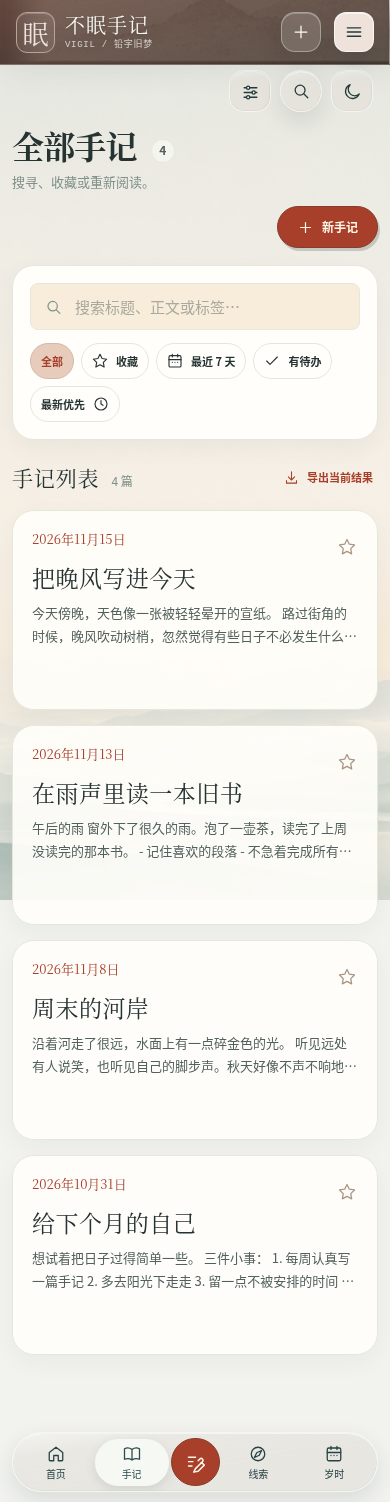 眠
不眠手记
VIGIL / 铅字旧梦
全部手记 4
搜寻、收藏或重新阅读。
新手记
搜索标题、正文或标签…
全部 收藏 最近 7 天 有待办
最新优先
手记列表 4 篇 导出当前结果
2026年11月15日
把晚风写进今天
今天傍晚，天色像一张被轻轻晕开的宣纸。 路过街角的
时候，晚风吹动树梢，忽然觉得有些日子不必发生什么…
2026年11月13日
在雨声里读一本旧书
午后的雨 窗外下了很久的雨。泡了一壶茶，读完了上周
没读完的那本书。 - 记住喜欢的段落 - 不急着完成所有…
2026年11月8日
周末的河岸
沿着河走了很远，水面上有一点碎金色的光。 听见远处
有人说笑，也听见自己的脚步声。秋天好像不声不响地…
2026年10月31日
给下个月的自己
想试着把日子过得简单一些。 三件小事： 1. 每周认真写
一篇手记 2. 多去阳光下走走 3. 留一点不被安排的时间 …
首页 手记 线索 岁时